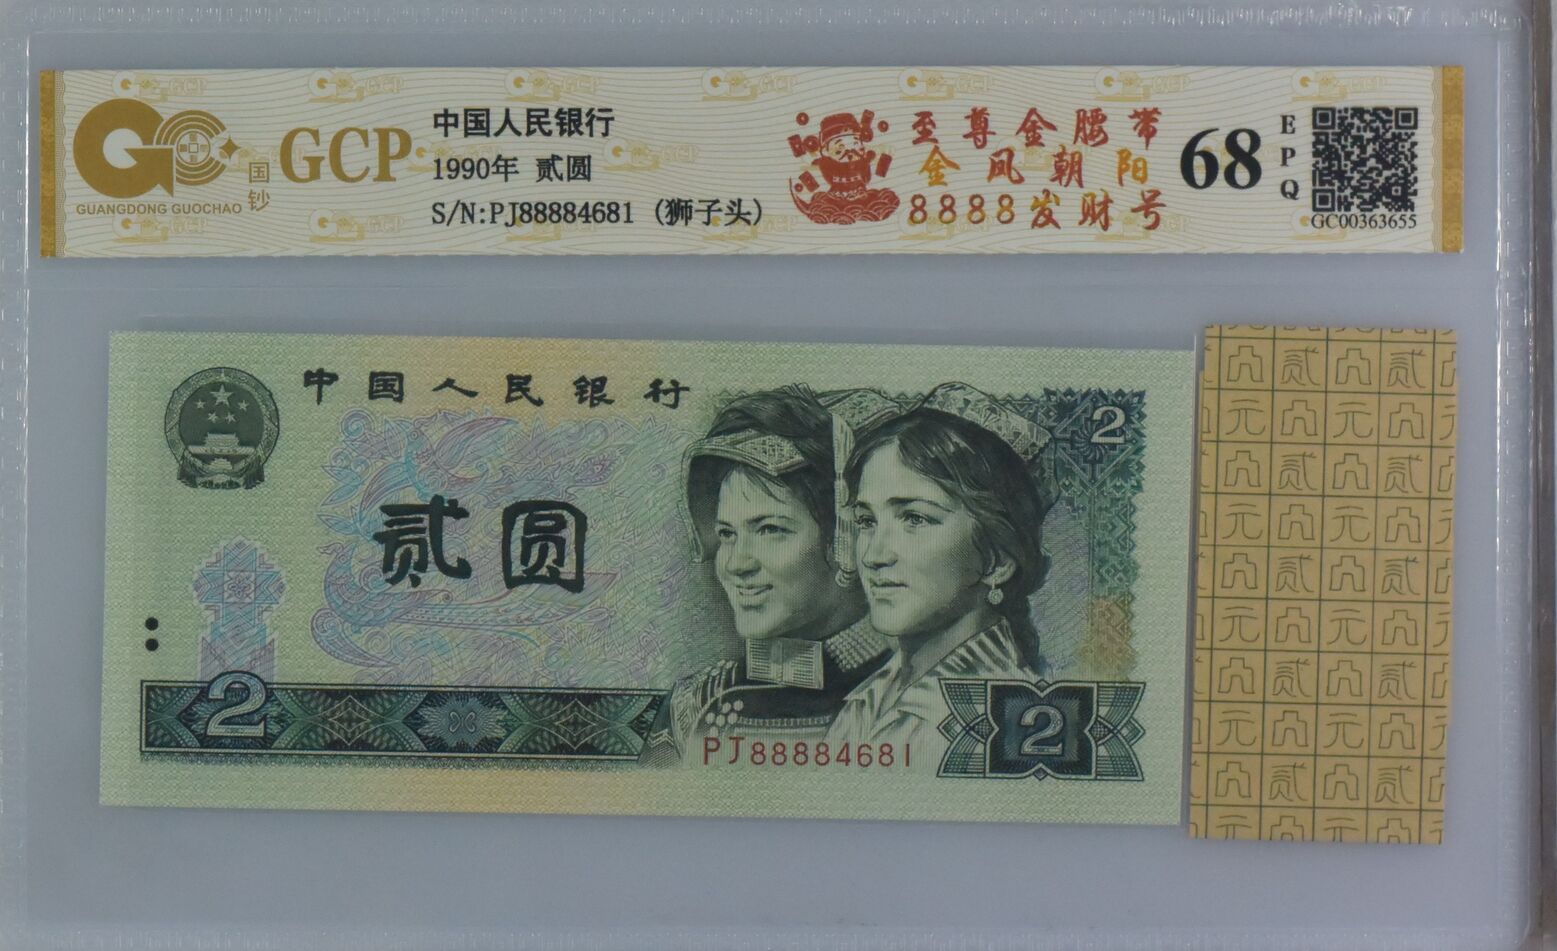 GCP
国钞
GUANGDONG GUOCHAO
中国人民银行
1990年 贰圆
S/N:PJ88884681 (狮子头)
至尊金腰带
金凤朝阳
8888发财号
68
EPQ
GC00363655
中国人民银行
贰圆
2
2
2
PJ88884681